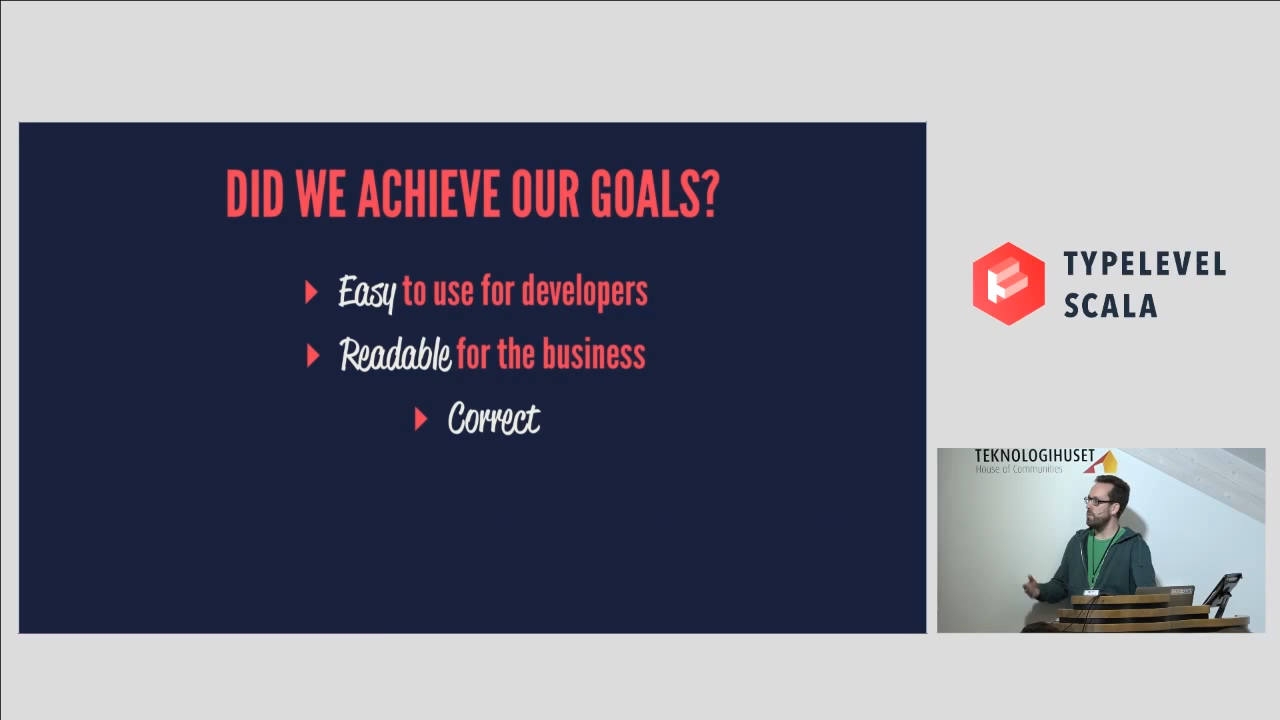 DID WE ACHIEVE OUR GOALS?
Easy to use for developers
Readable for the business
Correct
TYPELEVEL
SCALA
TEKNOLOGIHUSET
House of Communities